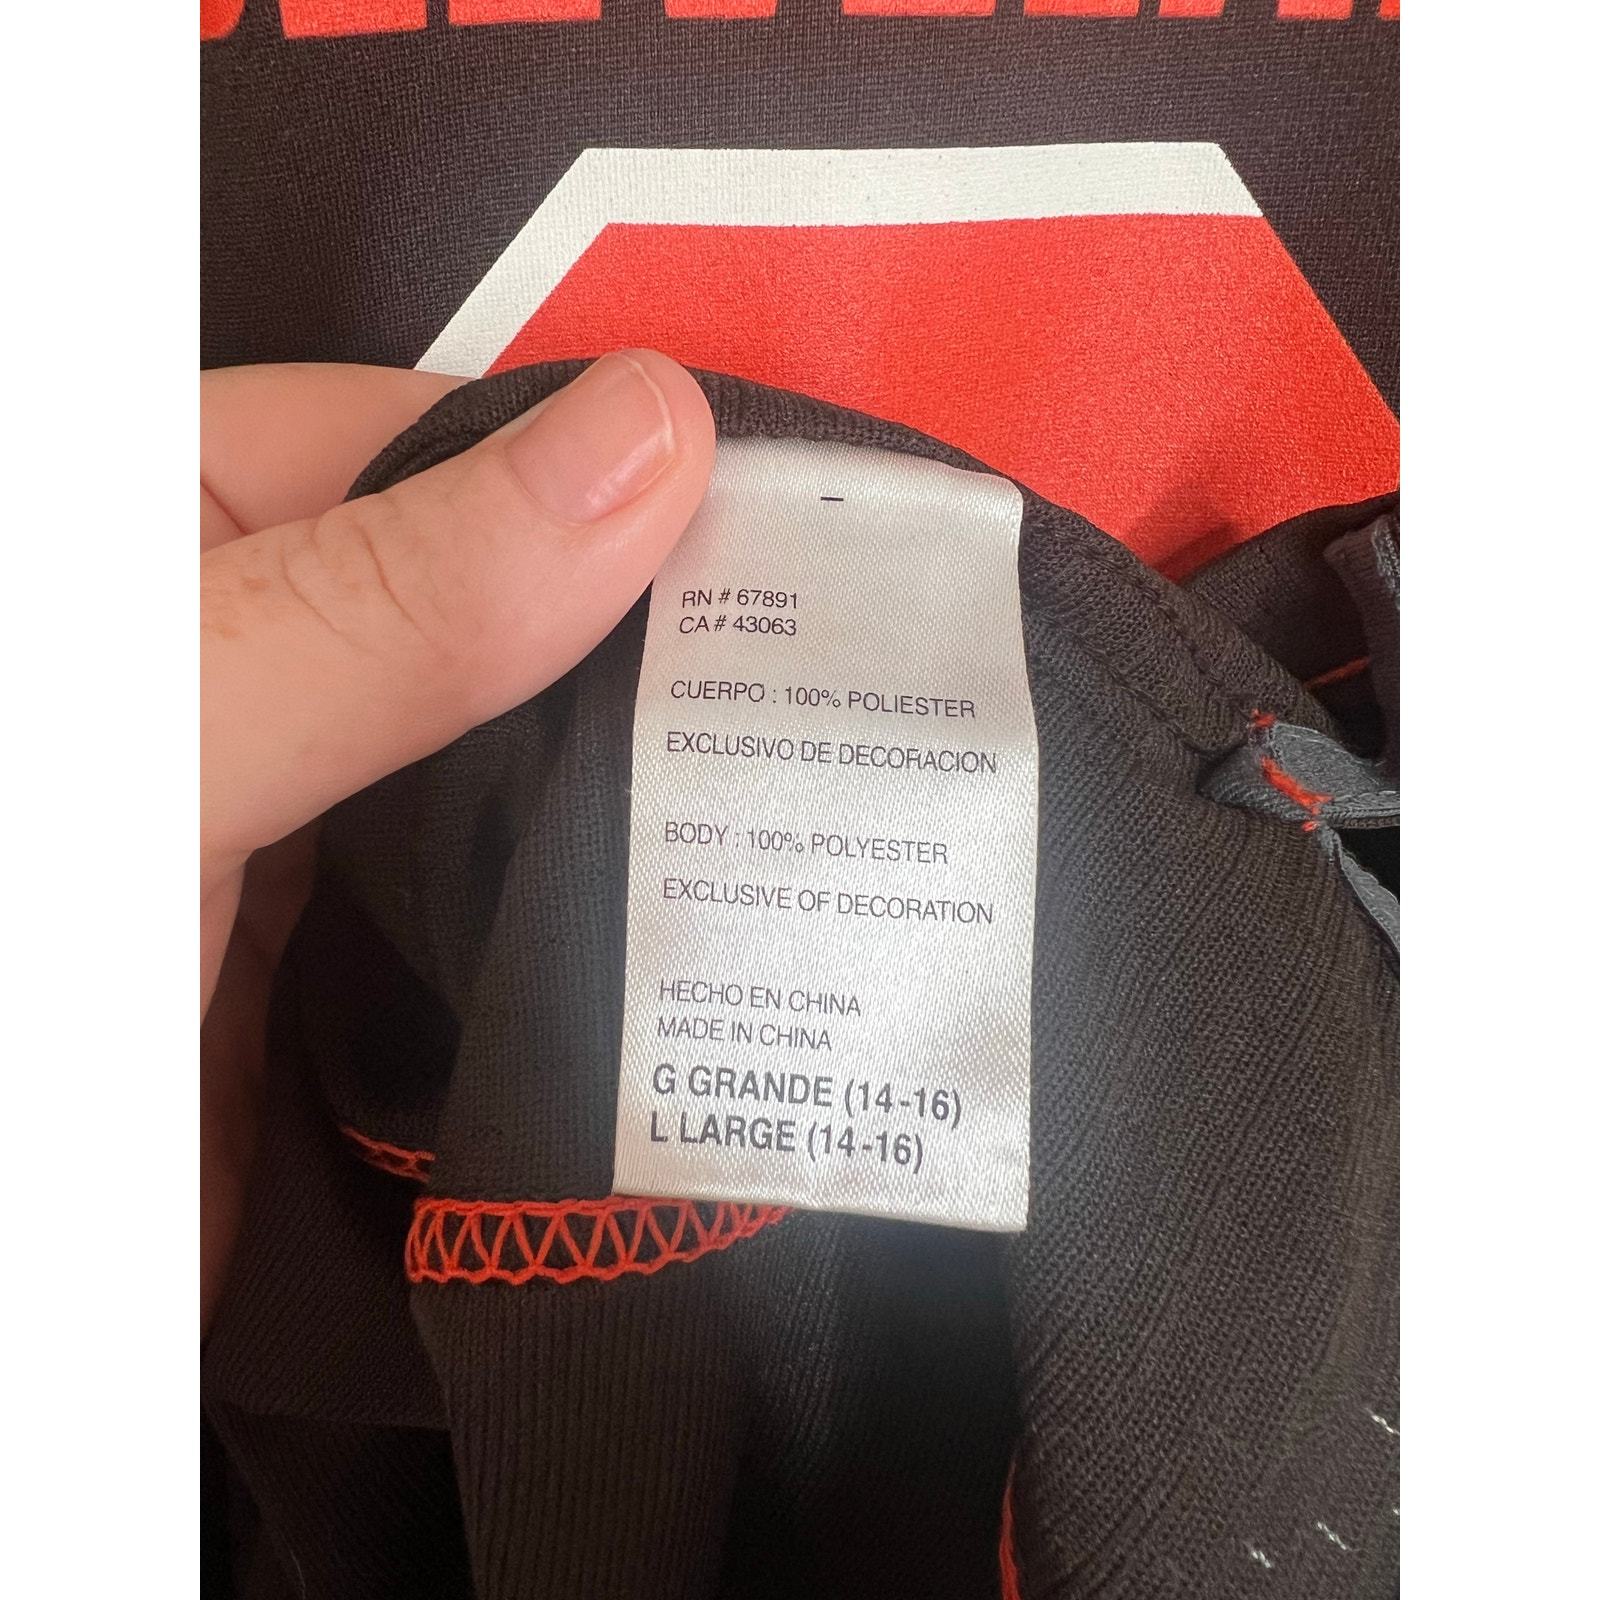 RN # 67891
CA # 43063
CUERPO : 100% POLIESTER
EXCLUSIVO DE DECORACION
BODY : 100% POLYESTER
EXCLUSIVE OF DECORATION
HECHO EN CHINA
MADE IN CHINA
G GRANDE (14-16)
L LARGE (14-16)